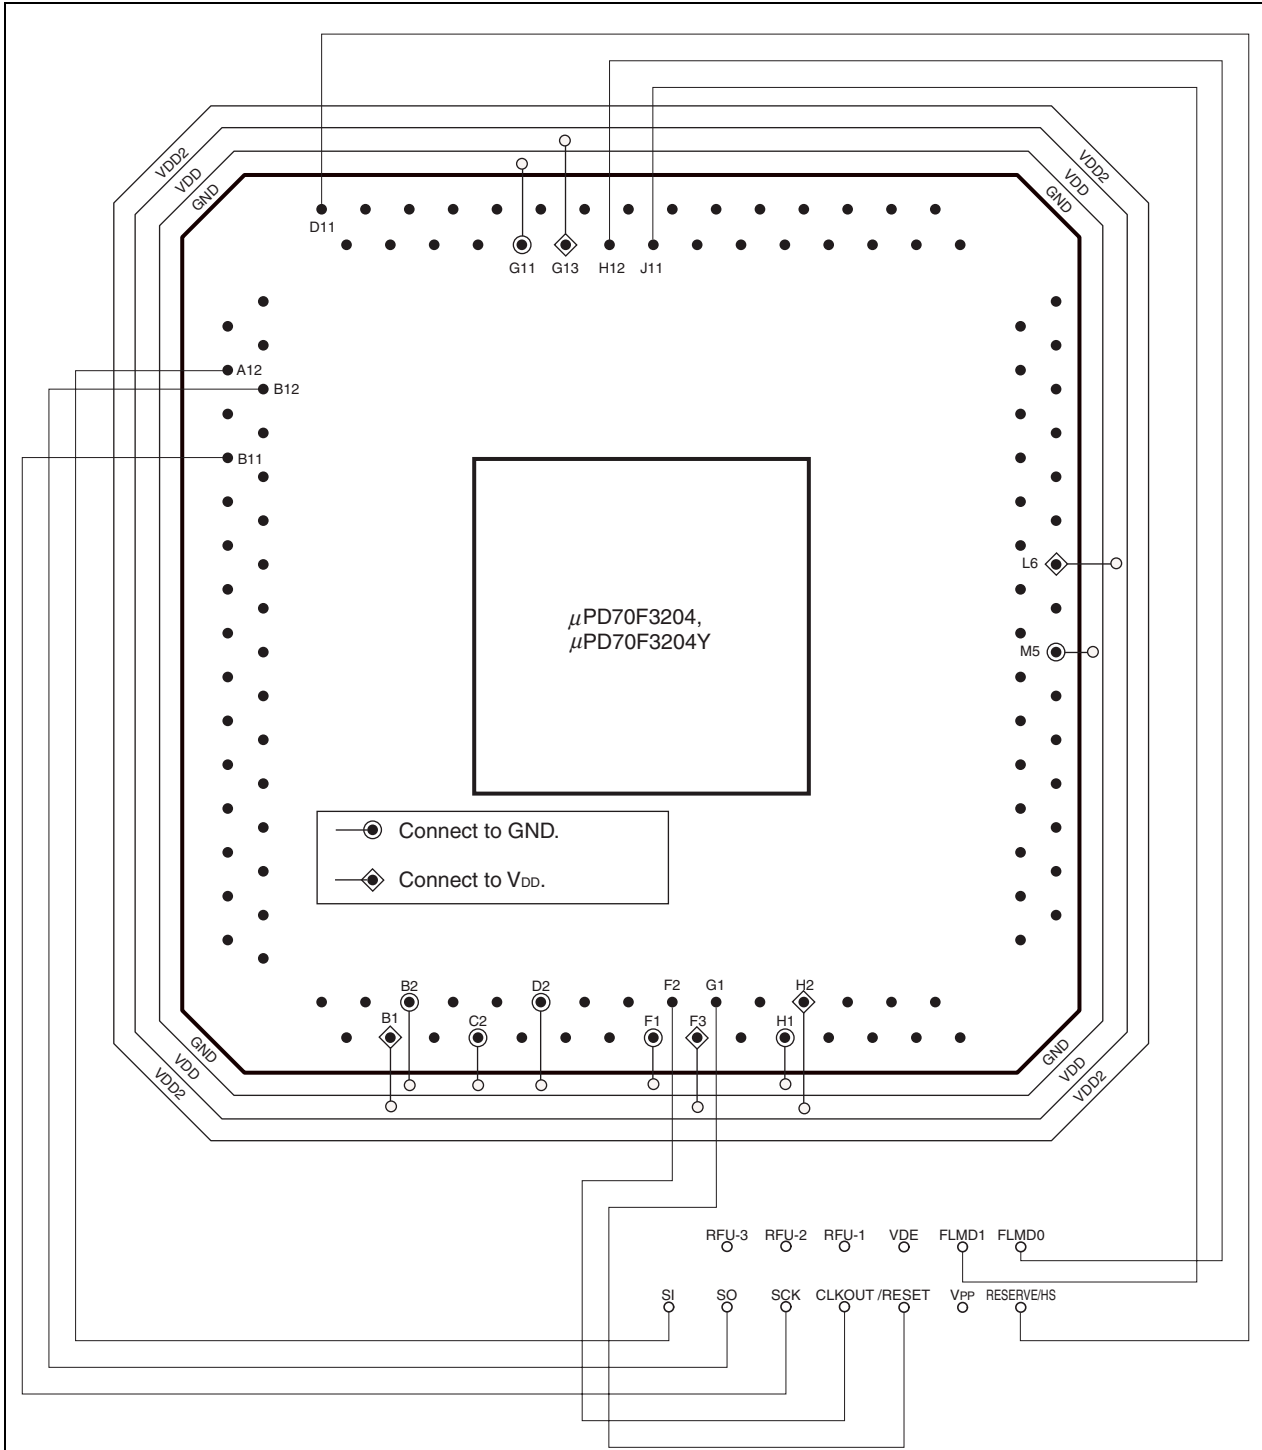 VDD2
VDD
GND
VDD2
VDD
GND
D11
G11 G13 H12 J11
A12
B12
B11
L6
M5
μPD70F3204,
μPD70F3204Y
Connect to GND.
Connect to VDD.
B2 D2 F2 G1 H2
B1 C2 F1 F3 H1
GND
VDD
VDD2
GND
VDD
VDD2
RFU-3 RFU-2 RFU-1 VDE FLMD1 FLMD0
SI SO SCK CLKOUT /RESET VPP RESERVE/HS